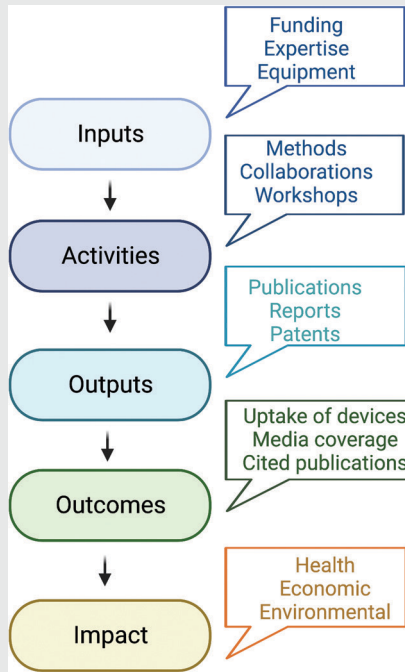 Funding
Expertise
Equipment
Inputs
Methods
Collaborations
Workshops
Activities
Publications
Reports
Patents
Outputs
Uptake of devices
Media coverage
Cited publications
Outcomes
Health
Economic
Environmental
Impact